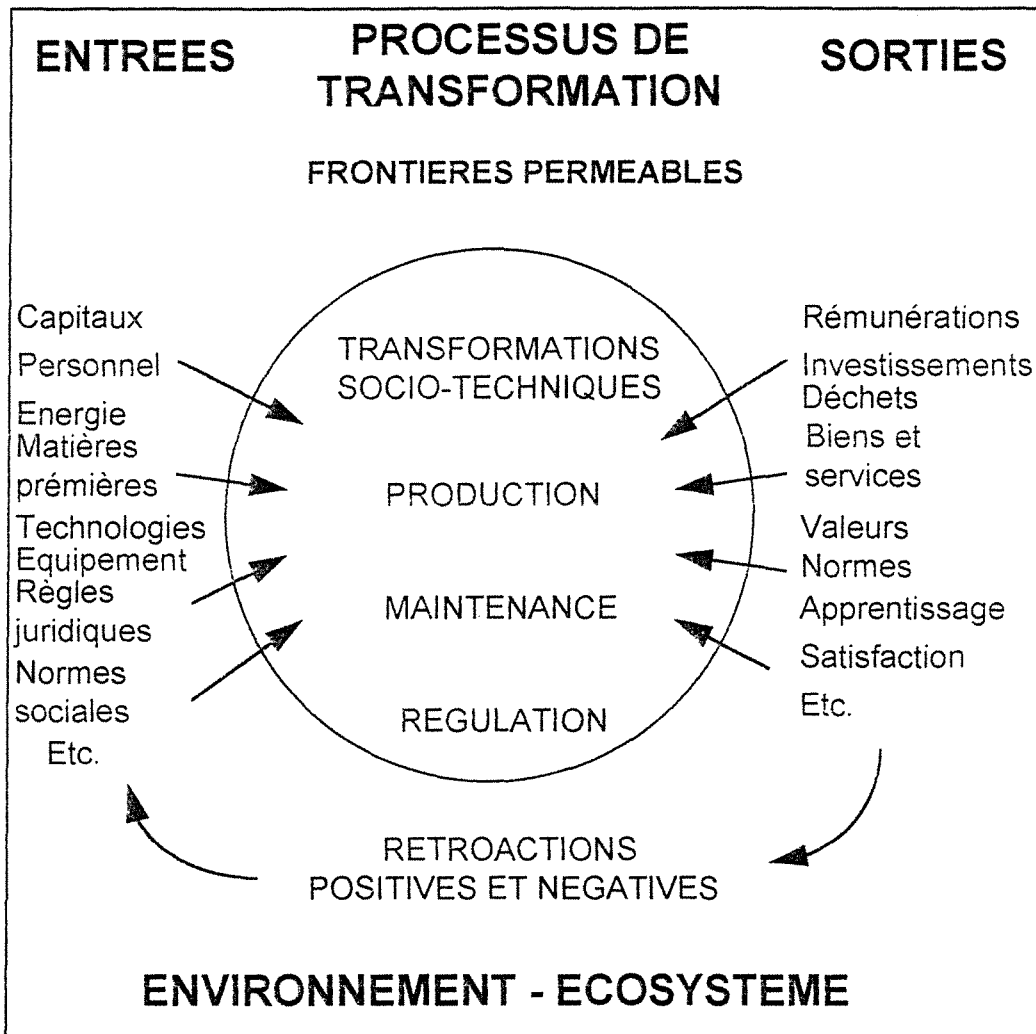 ENTREES
PROCESSUS DE
TRANSFORMATION
SORTIES
FRONTIERES PERMEABLES
Capitaux
Personnel
Energie
Matières
prémières
Technologies
Equipement
Règles
juridiques
Normes
sociales
Etc.
TRANSFORMATIONS
SOCIO-TECHNIQUES
PRODUCTION
MAINTENANCE
REGULATION
Rémunérations
Investissements
Déchets
Biens et
services
Valeurs
Normes
Apprentissage
Satisfaction
Etc.
RETROACTIONS
POSITIVES ET NEGATIVES
ENVIRONNEMENT - ECOSYSTEME